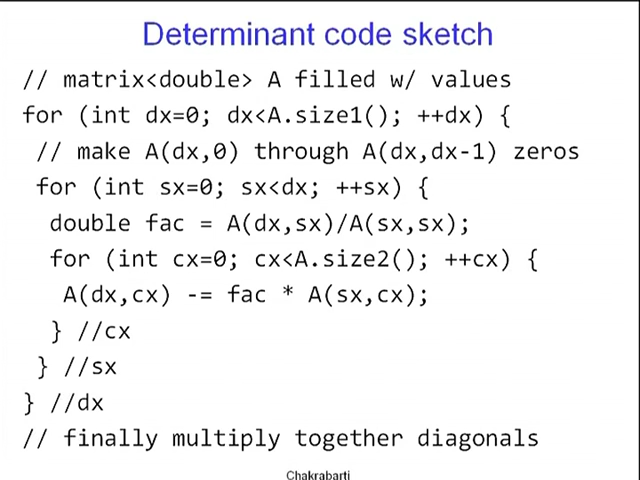 Determinant code sketch
// matrix<double> A filled w/ values
for (int dx=0; dx<A.size1(); ++dx) {
// make A(dx,0) through A(dx,dx-1) zeros
for (int sx=0; sx<dx; ++sx) {
double fac = A(dx,sx)/A(sx,sx);
for (int cx=0; cx<A.size2(); ++cx) {
A(dx,cx) -= fac * A(sx,cx);
} //cx
} //sx
} //dx
// finally multiply together diagonals
Chakrabarti